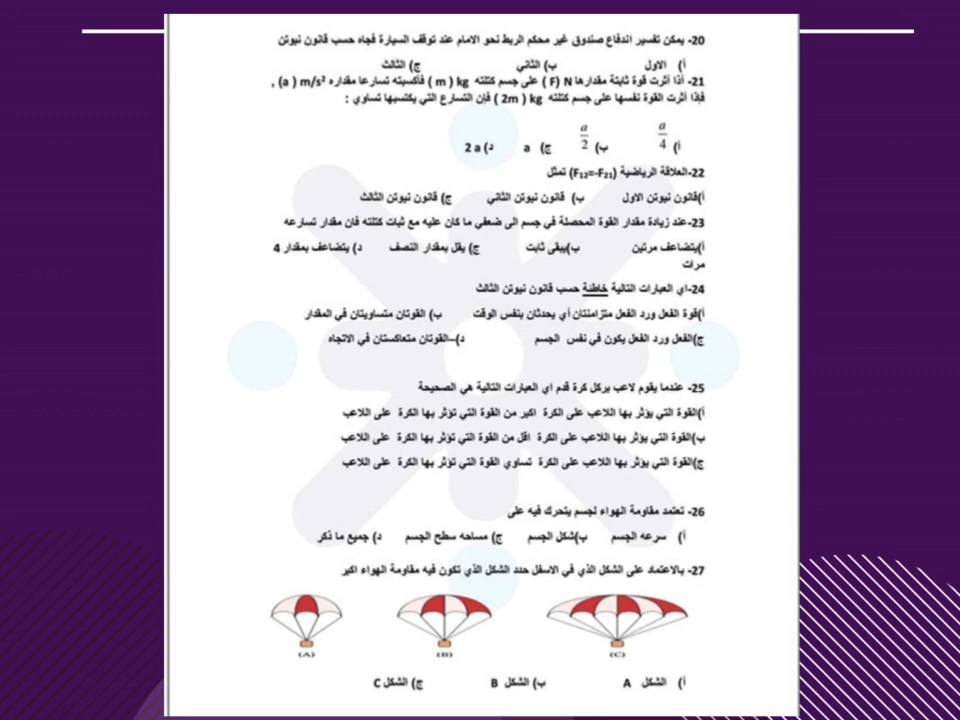 20- يمكن تفسير اندفاع صندوق غير محكم الربط نحو الامام عند توقف السيارة فجاه حسب قانون نيوتن
أ) الاول ب) الثاني ج) الثالث
21- أذا أثرت قوة ثابتة مقدارها F) N ) على جسم كتلته m ) kg ) فأكسبته تسارعا مقداره a ) m/s²) ,
فإذا أثرت القوة نفسها على جسم كتلته 2m ) kg ) فإن التسارع الذي يكتسبها تساوي :
أ) a/4 ب) a/2 ج) a د) 2 a
22-العلاقة الرياضية (F₁₂=-F₂₁) تمثل
أ)قانون نيوتن الاول ب) قانون نيوتن الثاني ج) قانون نيوتن الثالث
23-عند زيادة مقدار القوة المحصلة في جسم الى ضعفي ما كان عليه مع ثبات كتلته فان مقدار تسارعه
أ)يتضاعف مرتين ب)يبقى ثابت ج) يقل بمقدار النصف د) يتضاعف بمقدار 4
مرات
24-اي العبارات التالية خاطئة حسب قانون نيوتن الثالث
أ)قوة الفعل ورد الفعل متزامنتان أي يحدثان بنفس الوقت ب) القوتان متساويتان في المقدار
ج)الفعل ورد الفعل يكون في نفس الجسم د)–القوتان متعاكستان في الاتجاه
25- عندما يقوم لاعب بركل كرة قدم اي العبارات التالية هي الصحيحة
أ)القوة التي يؤثر بها اللاعب على الكرة اكبر من القوة التي تؤثر بها الكرة على اللاعب
ب)القوة التي يؤثر بها اللاعب على الكرة اقل من القوة التي تؤثر بها الكرة على اللاعب
ج)القوة التي يؤثر بها اللاعب على الكرة تساوي القوة التي تؤثر بها الكرة على اللاعب
26- تعتمد مقاومة الهواء لجسم يتحرك فيه على
أ) سرعه الجسم ب)شكل الجسم ج) مساحه سطح الجسم د) جميع ما ذكر
27- بالاعتماد على الشكل الذي في الاسفل حدد الشكل الذي تكون فيه مقاومة الهواء اكبر
(A) (B) (C)
أ) الشكل A ب) الشكل B ج) الشكل C